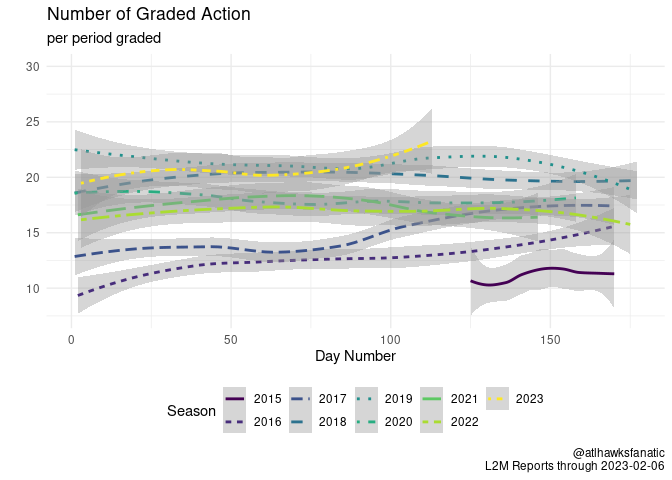 Number of Graded Action
per period graded
30
25
20
15
10
0 50 100 150
Day Number
Season
2015 2017 2019 2021 2023
2016 2018 2020 2022
@atlhawksfanatic
L2M Reports through 2023-02-06